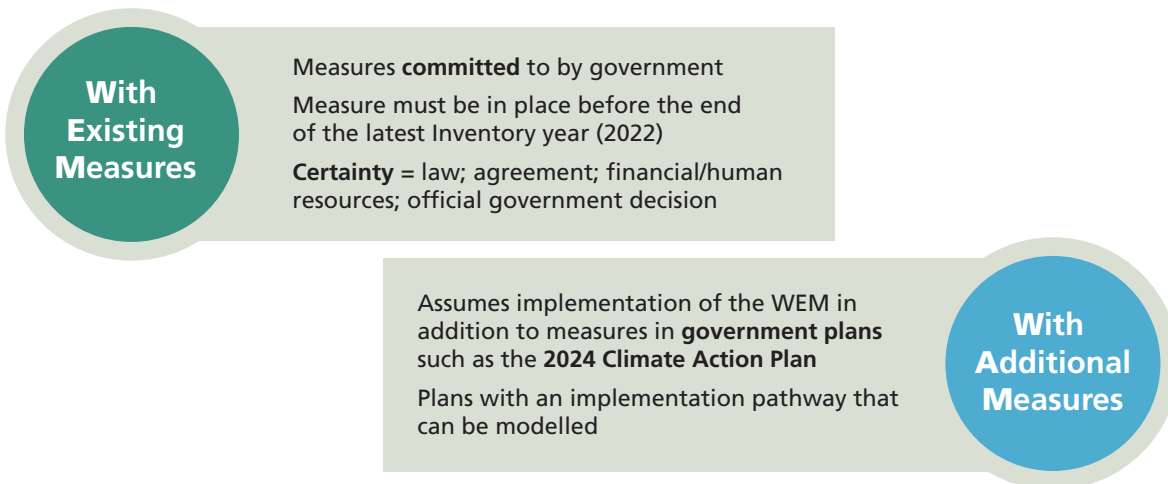 With
Existing
Measures
Measures committed to by government
Measure must be in place before the end
of the latest Inventory year (2022)
Certainty = law; agreement; financial/human
resources; official government decision
Assumes implementation of the WEM in
addition to measures in government plans
such as the 2024 Climate Action Plan
Plans with an implementation pathway that
can be modelled
With
Additional
Measures